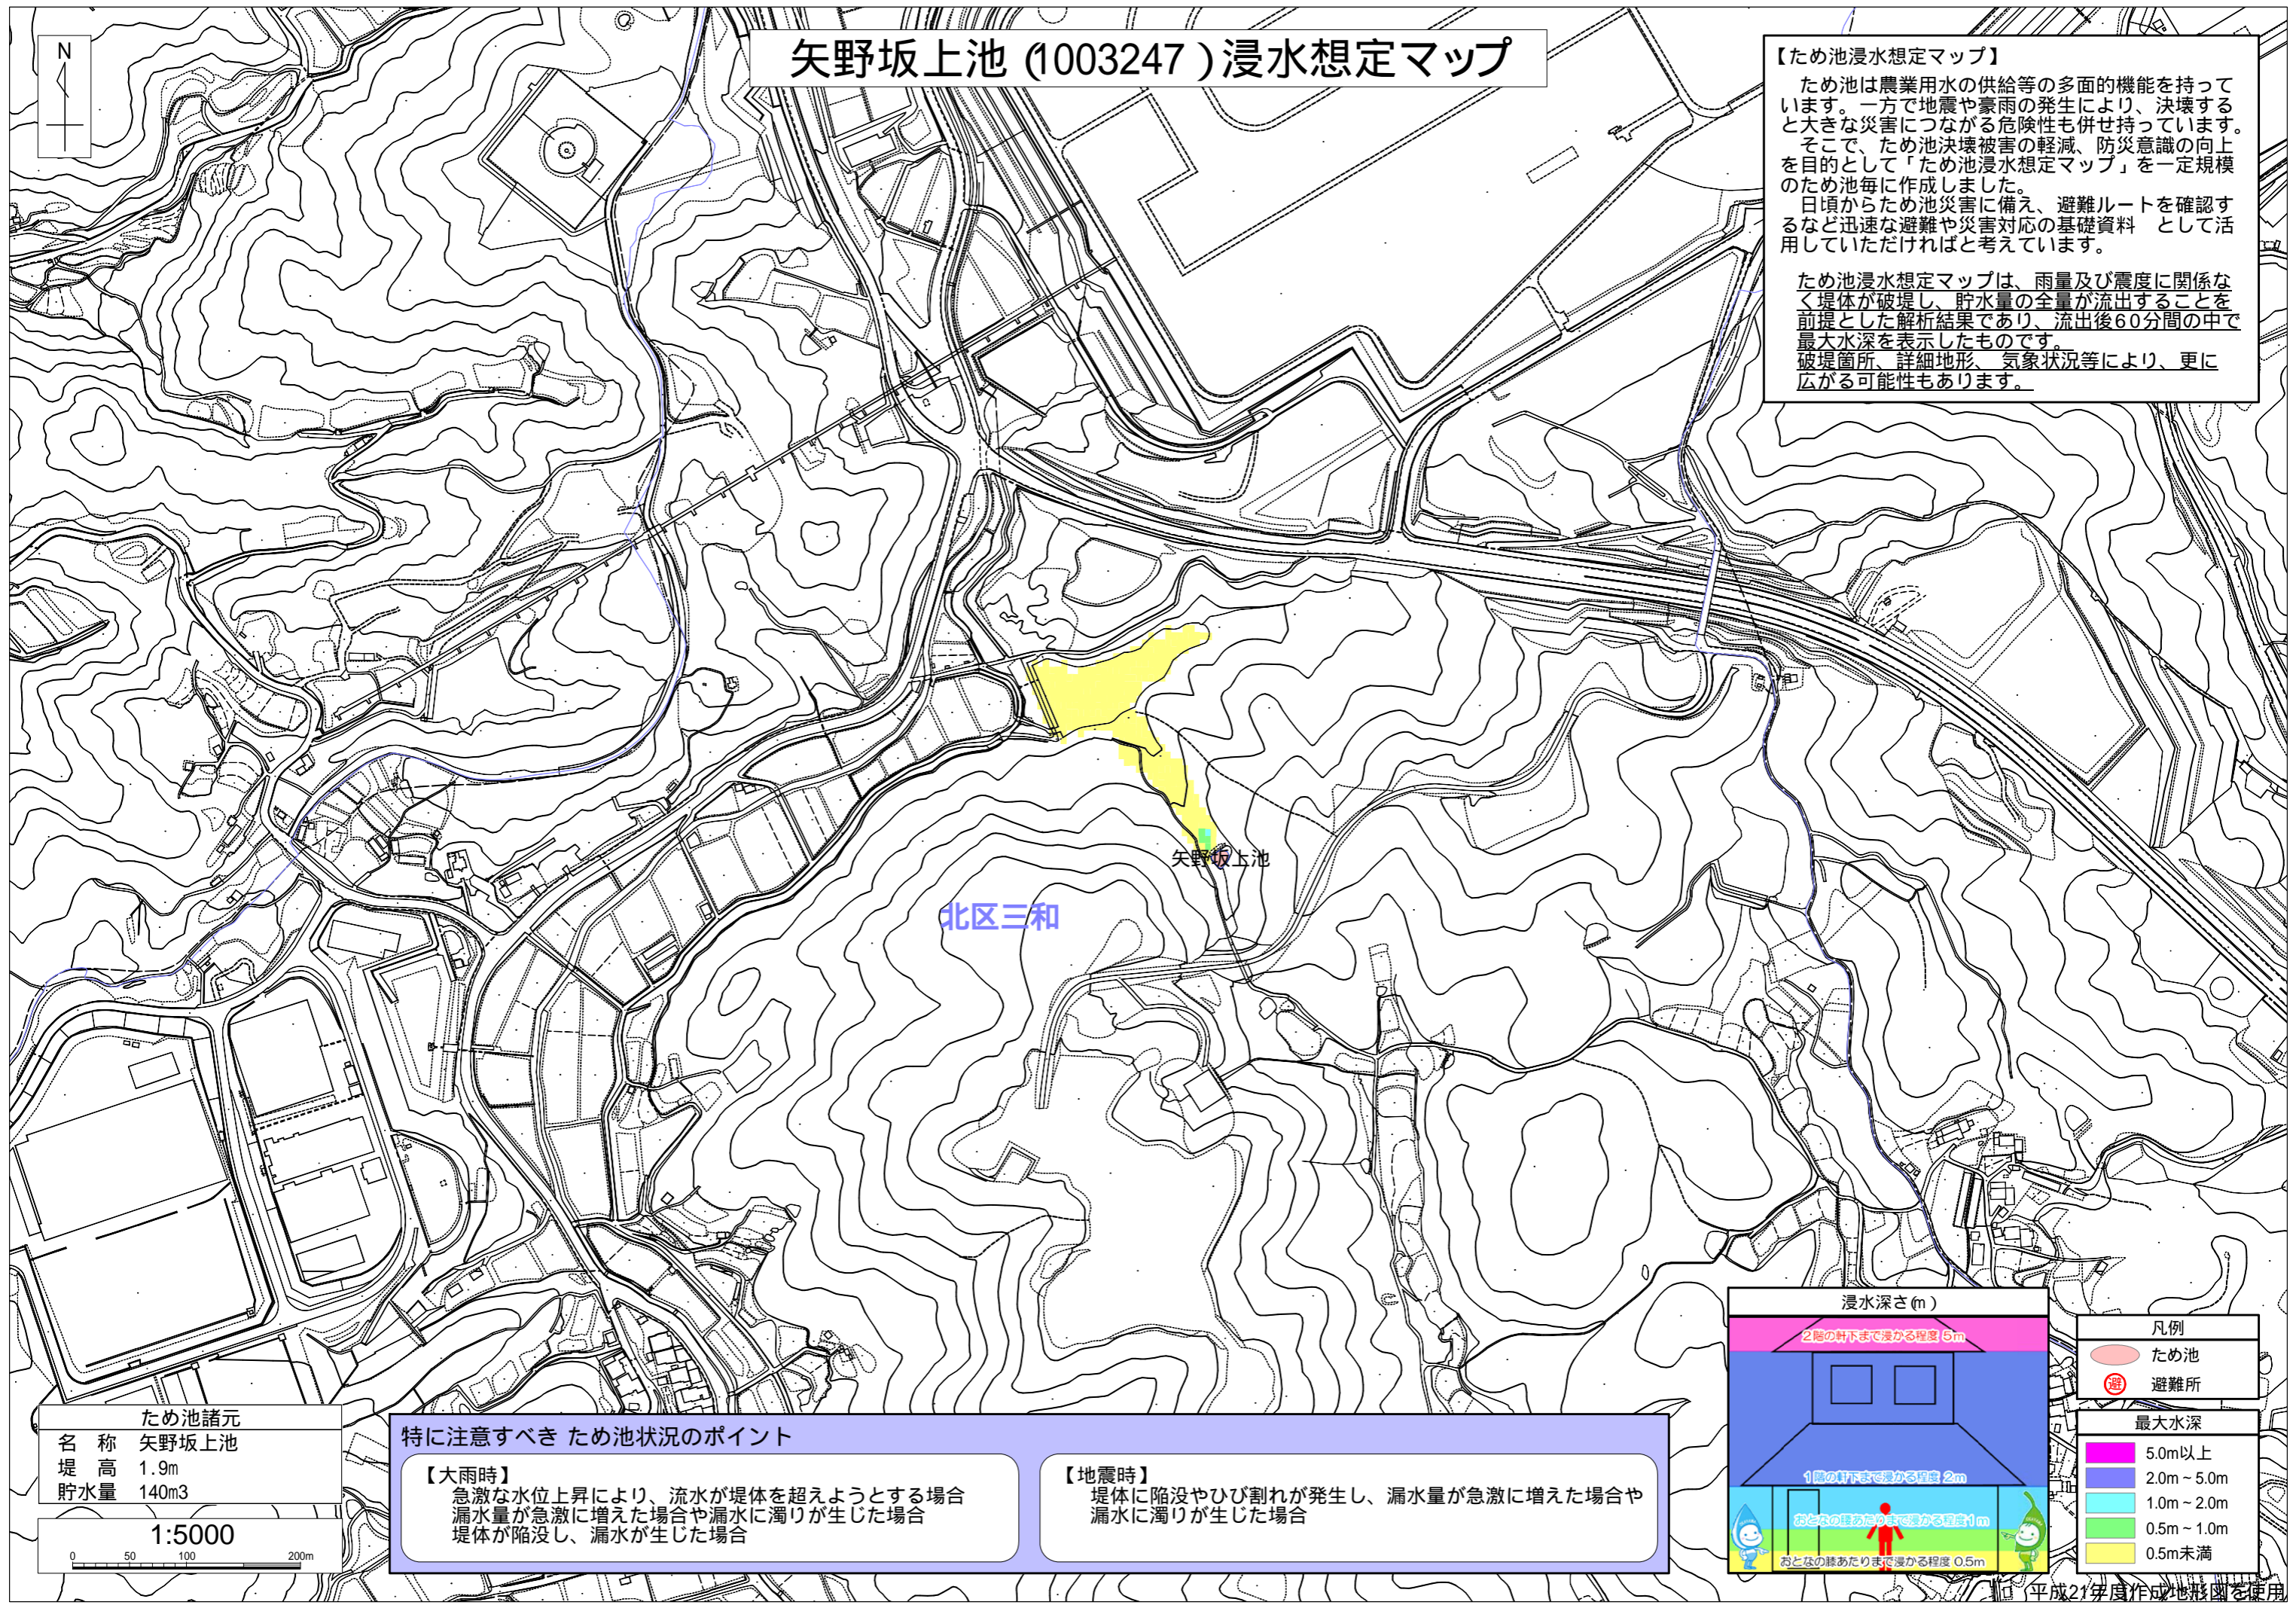 矢野坂上池（1003247）浸水想定マップ
N
【ため池浸水想定マップ】
ため池は農業用水の供給等の多面的機能を持って
います。一方で地震や豪雨の発生により、決壊する
と大きな災害につながる危険性も併せ持っています。
そこで、ため池決壊被害の軽減、防災意識の向上
を目的として「ため池浸水想定マップ」を一定規模
のため池毎に作成しました。
日頃からため池災害に備え、避難ルートを確認す
るなど迅速な避難や災害対応の基礎資料　として活
用していただければと考えています。
ため池浸水想定マップは、雨量及び震度に関係な
く堤体が破堤し、貯水量の全量が流出することを
前提とした解析結果であり、流出後60分間の中で
最大水深を表示したものです。
破堤箇所、詳細地形、気象状況等により、更に
広がる可能性もあります。
矢野坂上池
北区三和
ため池諸元
名　称　矢野坂上池
堤　高　1.9m
貯水量　140m3
1:5000
0 50 100 200m
特に注意すべき ため池状況のポイント
【大雨時】
急激な水位上昇により、流水が堤体を超えようとする場合
漏水量が急激に増えた場合や漏水に濁りが生じた場合
堤体が陥没し、漏水が生じた場合
【地震時】
堤体に陥没やひび割れが発生し、漏水量が急激に増えた場合や
漏水に濁りが生じた場合
浸水深さ(m)
2階の軒下まで浸かる程度 5m
1階の軒下まで浸かる程度 2m
おとなの腰あたりまで浸かる程度1m
おとなの膝あたりまで浸かる程度 0.5m
凡例
ため池
避 避難所
最大水深
5.0m以上
2.0m～5.0m
1.0m～2.0m
0.5m～1.0m
0.5m未満
平成21年度作成地形図を使用